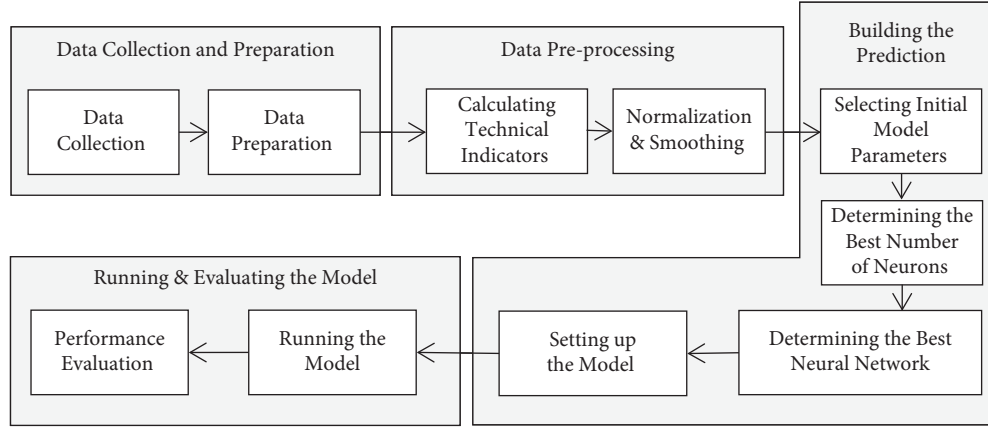 Data Collection and Preparation
Data
Collection
Data
Preparation
Data Pre-processing
Calculating
Technical
Indicators
Normalization
& Smoothing
Building the
Prediction
Selecting Initial
Model
Parameters
Determining the
Best Number
of Neurons
Determining the Best
Neural Network
Setting up
the Model
Running & Evaluating the Model
Running the
Model
Performance
Evaluation